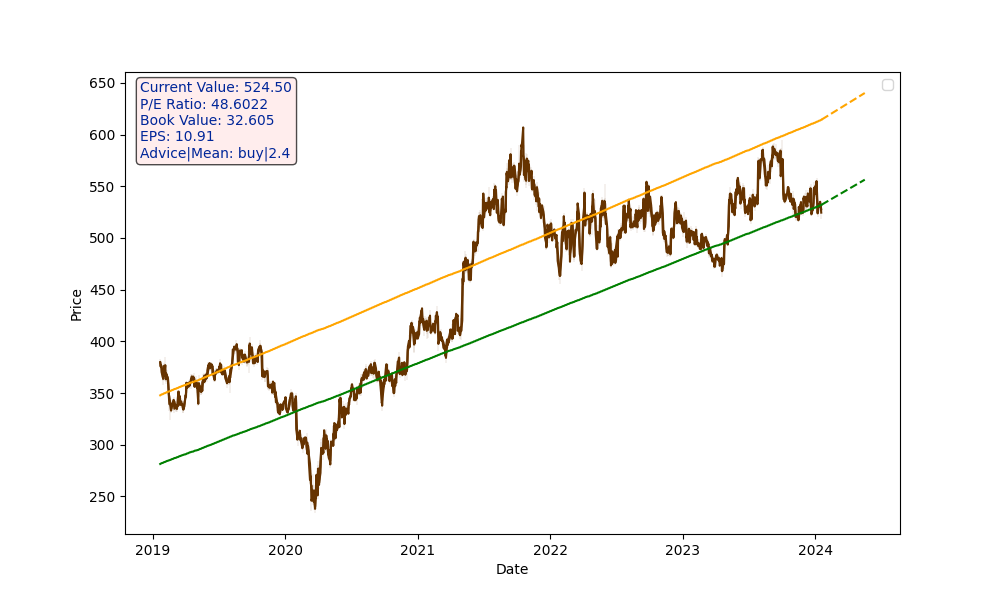 Current Value: 524.50
P/E Ratio: 48.6022
Book Value: 32.605
EPS: 10.91
Advice|Mean: buy|2.4
650
600
550
500
450
400
350
300
250
Price
2019 2020 2021 2022 2023 2024
Date